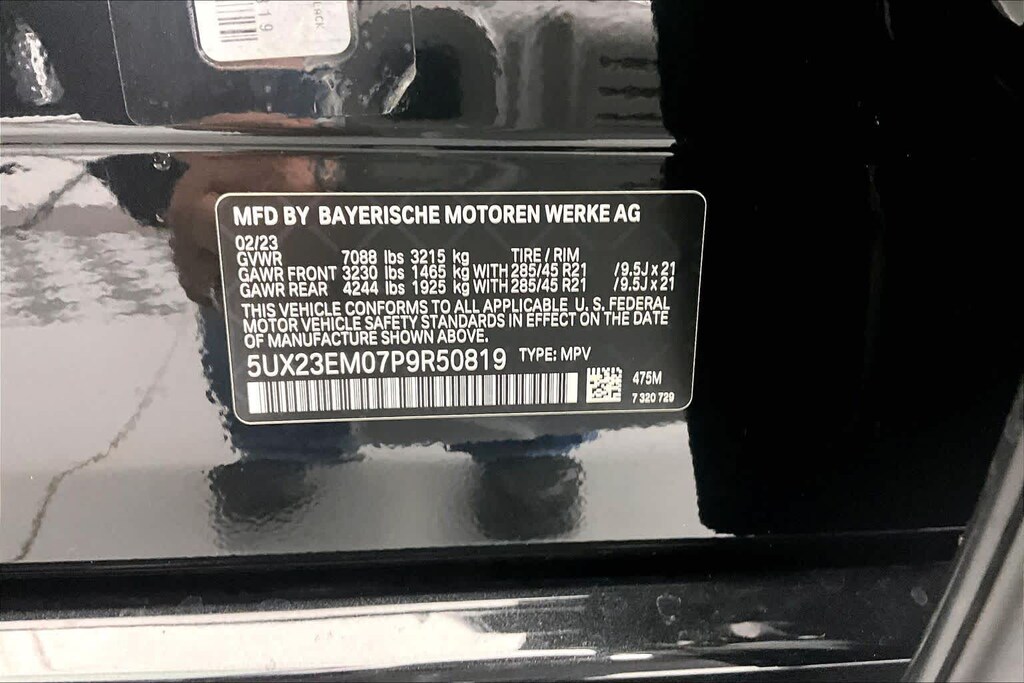 BLACK
819
MFD BY BAYERISCHE MOTOREN WERKE AG
02/23
GVWR 7088 lbs 3215 kg TIRE / RIM
GAWR FRONT 3230 lbs 1465 kg WITH 285/45 R21 /9.5J x 21
GAWR REAR 4244 lbs 1925 kg WITH 285/45 R21 /9.5J x 21
THIS VEHICLE CONFORMS TO ALL APPLICABLE U. S. FEDERAL
MOTOR VEHICLE SAFETY STANDARDS IN EFFECT ON THE DATE
OF MANUFACTURE SHOWN ABOVE.
5UX23EM07P9R50819 TYPE: MPV
475M
7 320 729